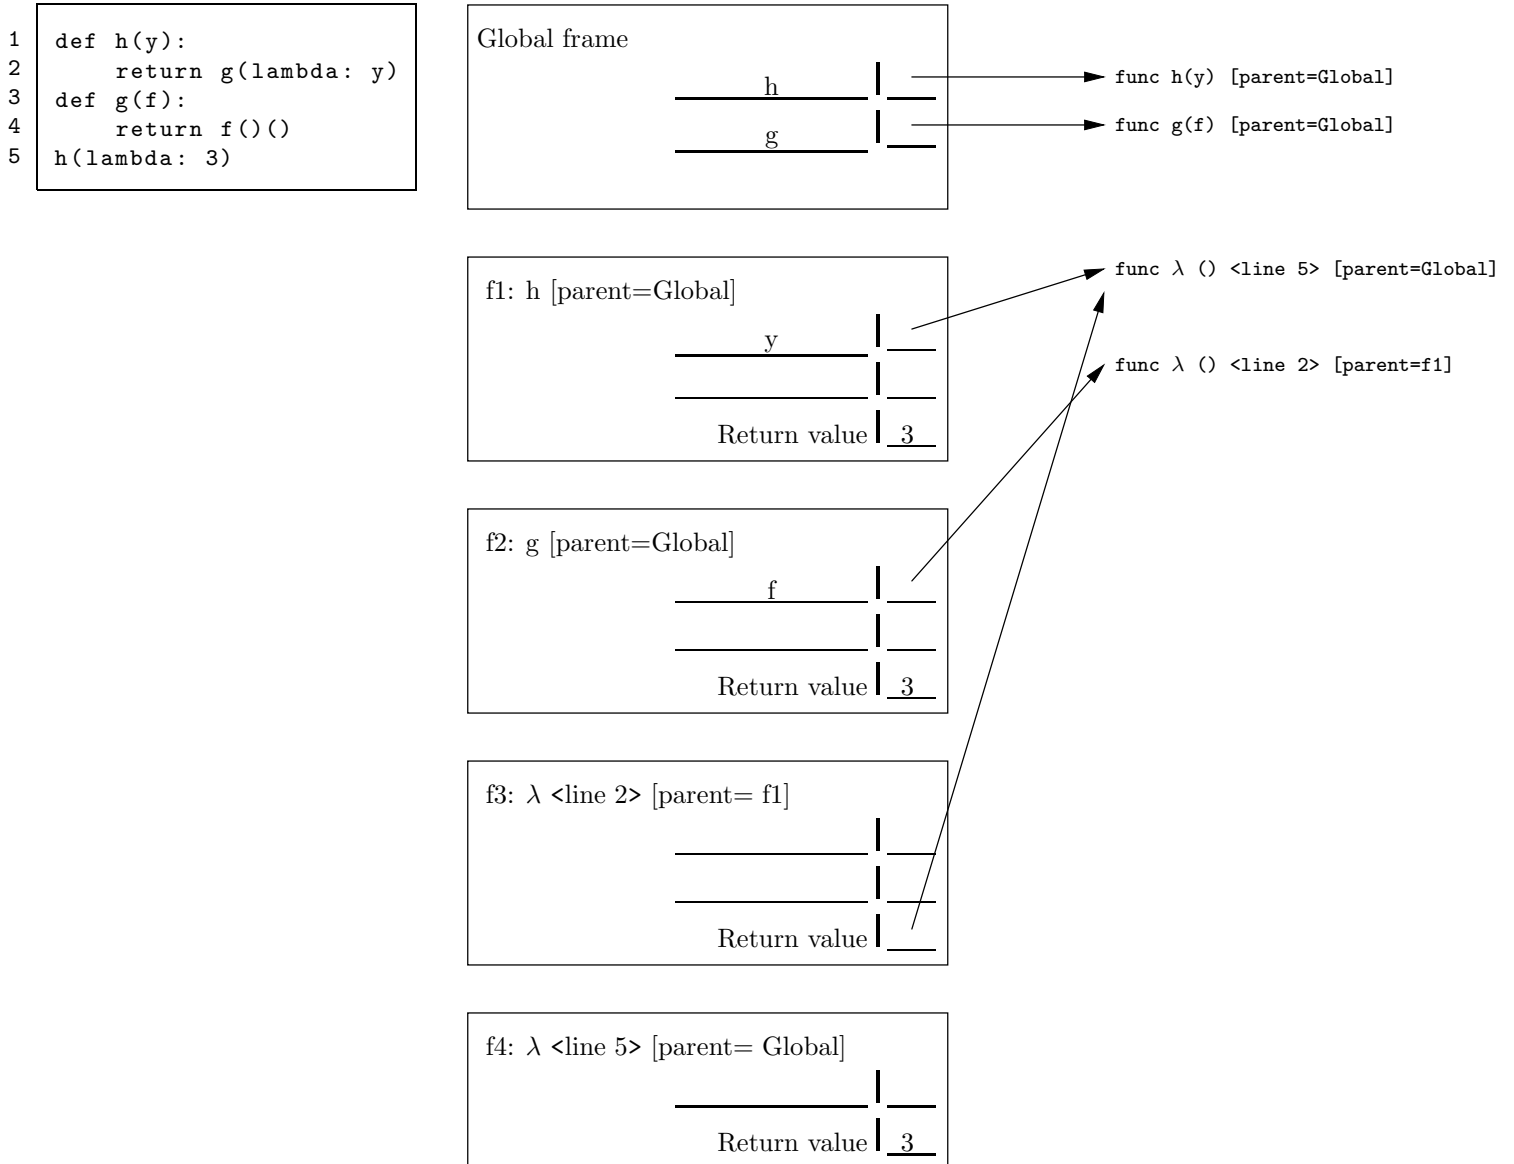 1 def h(y):
2 return g(lambda: y)
3 def g(f):
4 return f()()
5 h(lambda: 3)
Global frame
h
func h(y) [parent=Global]
g
func g(f) [parent=Global]
f1: h [parent=Global]
func λ () <line 5> [parent=Global]
y
func λ () <line 2> [parent=f1]
Return value 3
f2: g [parent=Global]
f
Return value 3
f3: λ <line 2> [parent= f1]
Return value
f4: λ <line 5> [parent= Global]
Return value 3